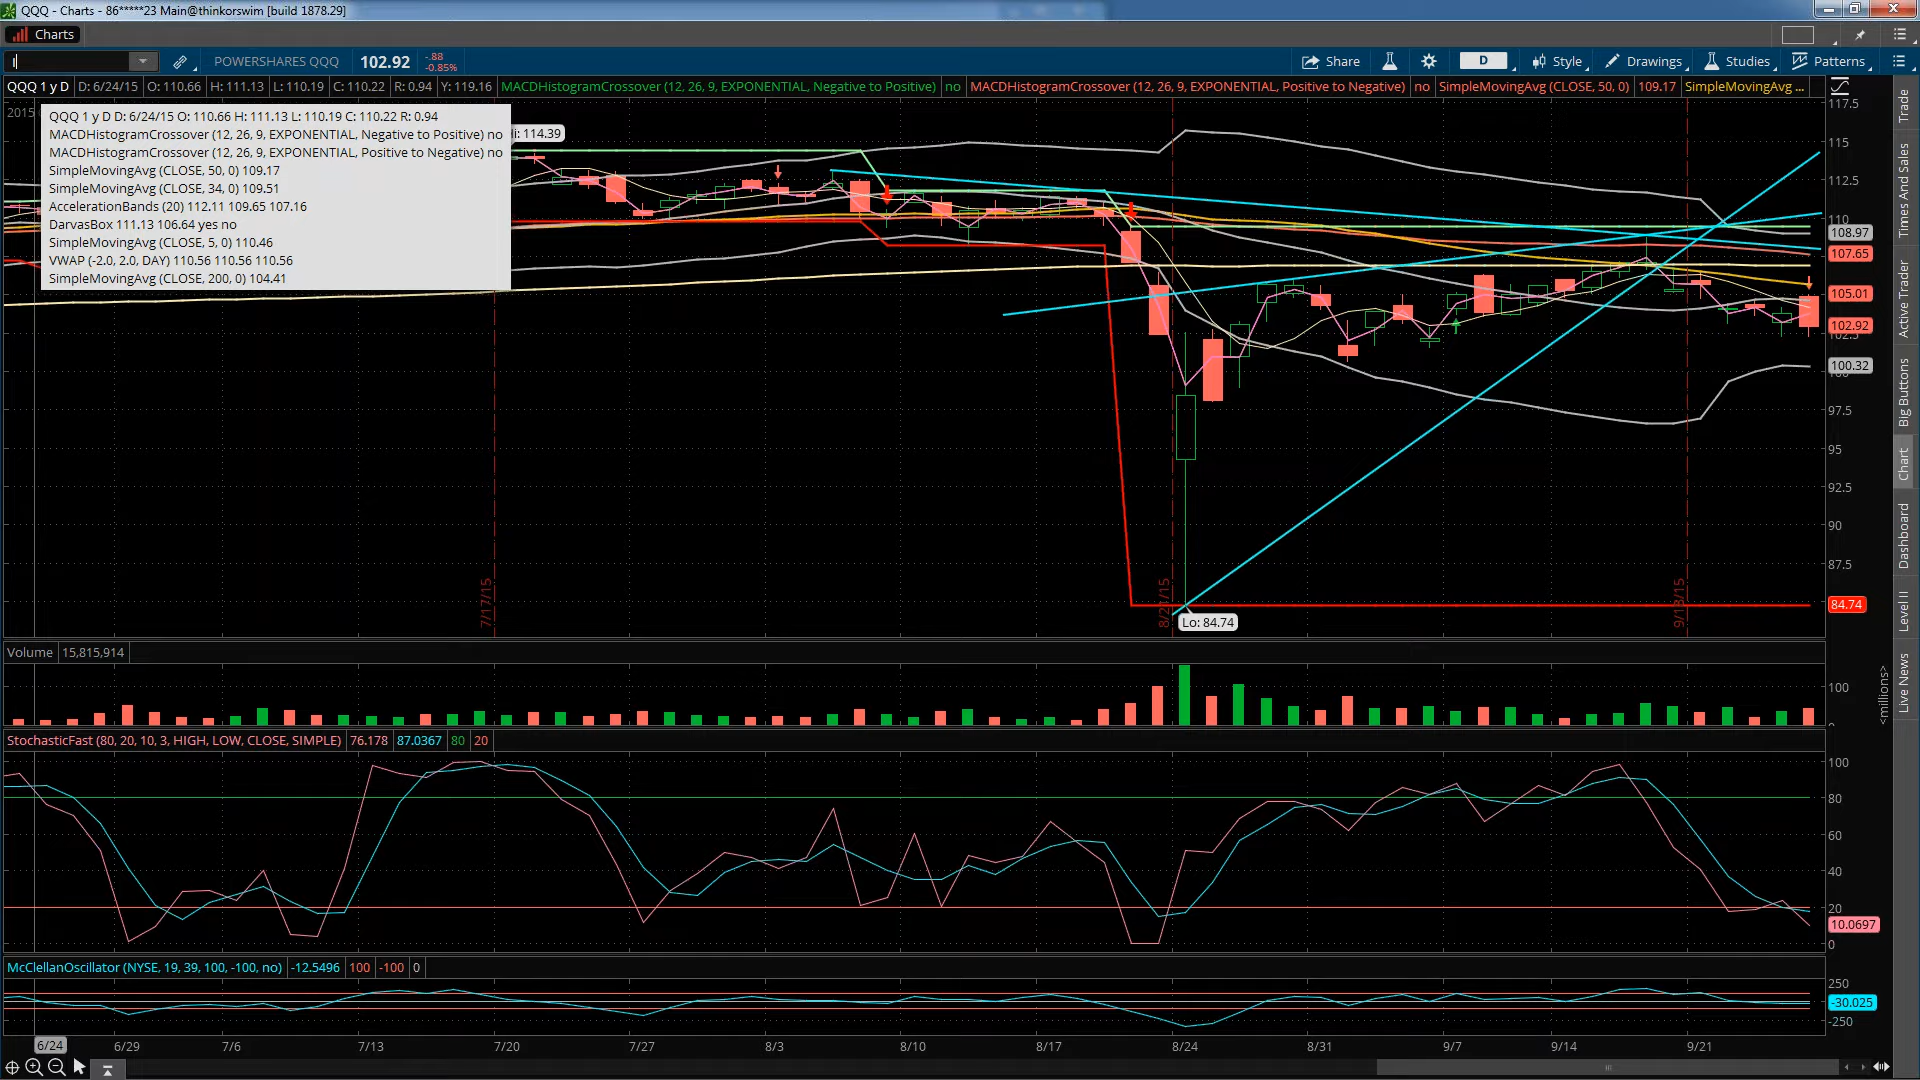 QQQ - Charts - 86*****23 Main@thinkorswim [build 1878.29]
Charts
POWERSHARES QQQ 102.92 -.88 -0.85% Share D Style Drawings Studies Patterns
QQQ 1 y D D: 6/24/15 O: 110.66 H: 111.13 L: 110.19 C: 110.22 R: 0.94 Y: 119.16 MACDHistogramCrossover (12, 26, 9, EXPONENTIAL, Negative to Positive) no MACDHistogramCrossover (12, 26, 9, EXPONENTIAL, Positive to Negative) no SimpleMovingAvg (CLOSE, 50, 0) 109.17 SimpleMovingAvg ...
2015
QQQ 1 y D D: 6/24/15 O: 110.66 H: 111.13 L: 110.19 C: 110.22 R: 0.94
MACDHistogramCrossover (12, 26, 9, EXPONENTIAL, Negative to Positive) no
MACDHistogramCrossover (12, 26, 9, EXPONENTIAL, Positive to Negative) no
SimpleMovingAvg (CLOSE, 50, 0) 109.17
SimpleMovingAvg (CLOSE, 34, 0) 109.51
AccelerationBands (20) 112.11 109.65 107.16
DarvasBox 111.13 106.64 yes no
SimpleMovingAvg (CLOSE, 5, 0) 110.46
VWAP (-2.0, 2.0, DAY) 110.56 110.56 110.56
SimpleMovingAvg (CLOSE, 200, 0) 104.41
114.39
117.5
115
112.5
110
108.97
107.65
105.01
102.92
102.5
100.32
97.5
95
92.5
90
87.5
84.74
7/17/15
Lo: 84.74
Trade
Times And Sales
Active Trader
Big Buttons
Chart
Dashboard
Level II
Live News
Volume 15,815,914
100
<millions>
StochasticFast (80, 20, 10, 3, HIGH, LOW, CLOSE, SIMPLE) 76.178 87.0367 80 20
100
80
60
40
20
10.0697
0
McClellanOscillator (NYSE, 19, 39, 100, -100, no) -12.5496 100 -100 0
250
-30.025
-250
6/24 6/29 7/6 7/13 7/20 7/27 8/3 8/10 8/17 8/24 8/31 9/7 9/14 9/21